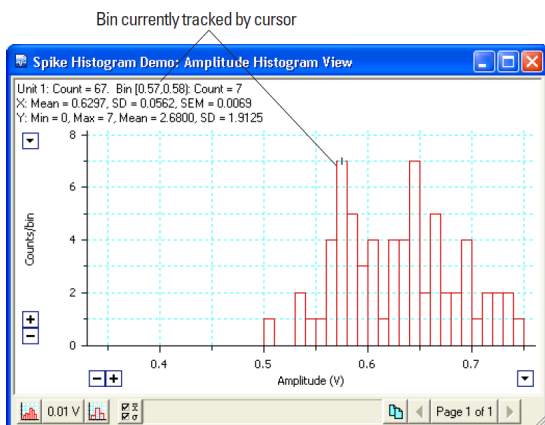 Bin currently tracked by cursor
Spike Histogram Demo: Amplitude Histogram View
Unit 1: Count = 67. Bin [0.57,0.58): Count = 7
X: Mean = 0.6297, SD = 0.0562, SEM = 0.0069
Y: Min = 0, Max = 7, Mean = 2.6800, SD = 1.9125
8
6
4
2
0
Counts/bin
0.4 0.5 0.6 0.7
Amplitude (V)
0.01 V
Page 1 of 1